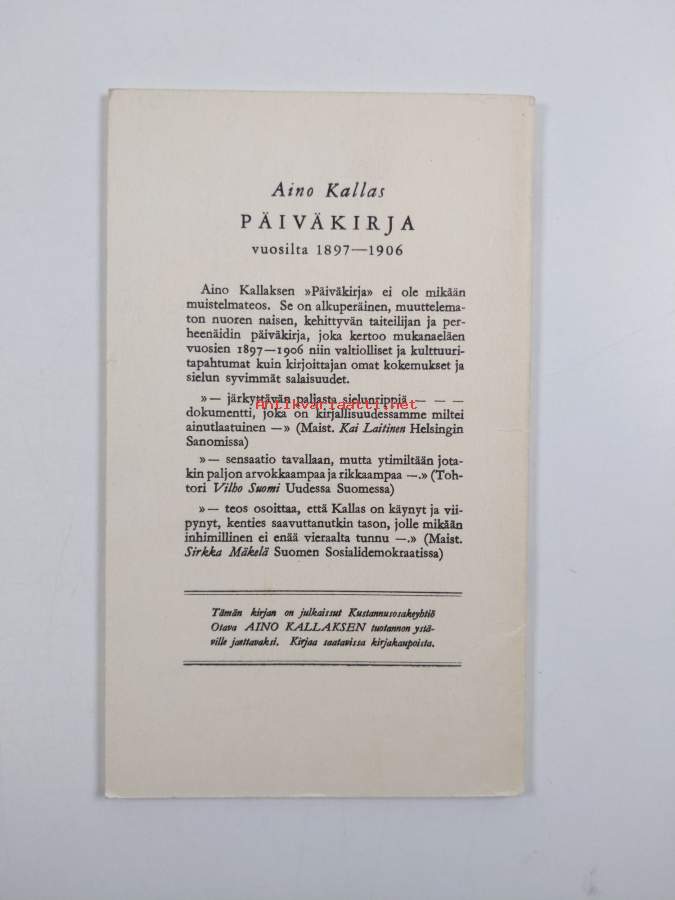 Aino Kallas
PÄIVÄKIRJA
vuosilta 1897—1906
Aino Kallaksen »Päiväkirja» ei ole mikään
muistelmateos. Se on alkuperäinen, muuttelema-
ton nuoren naisen, kehittyvän taiteilijan ja per-
heenäidin päiväkirja, joka kertoo mukanaeläen
vuosien 1897—1906 niin valtiolliset ja kulttuuri-
tapahtumat kuin kirjoittajan omat kokemukset ja
sielun syvimmät salaisuudet.
»— järkyttävän paljasta sielunrippiä — — —
Antikvariaatti.net
dokumentti, joka on kirjallisuudessamme miltei
ainutlaatuinen —» (Maist. Kai Laitinen Helsingin
Sanomissa)
»— sensaatio tavallaan, mutta ytimiltään jota-
kin paljon arvokkaampaa ja rikkaampaa —.» (Toh-
tori Vilho Suomi Uudessa Suomessa)
»— teos osoittaa, että Kallas on käynyt ja vii-
pynyt, kenties saavuttanutkin tason, jolle mikään
inhimillinen ei enää vieraalta tunnu —.» (Maist.
Sirkka Mäkelä Suomen Sosialidemokraatissa)
Tämän kirjan on julkaissut Kustannusosakeyhtiö
Otava AINO KALLAKSEN tuotannon ystä-
ville jaettavaksi. Kirjaa saatavissa kirjakaupoista.